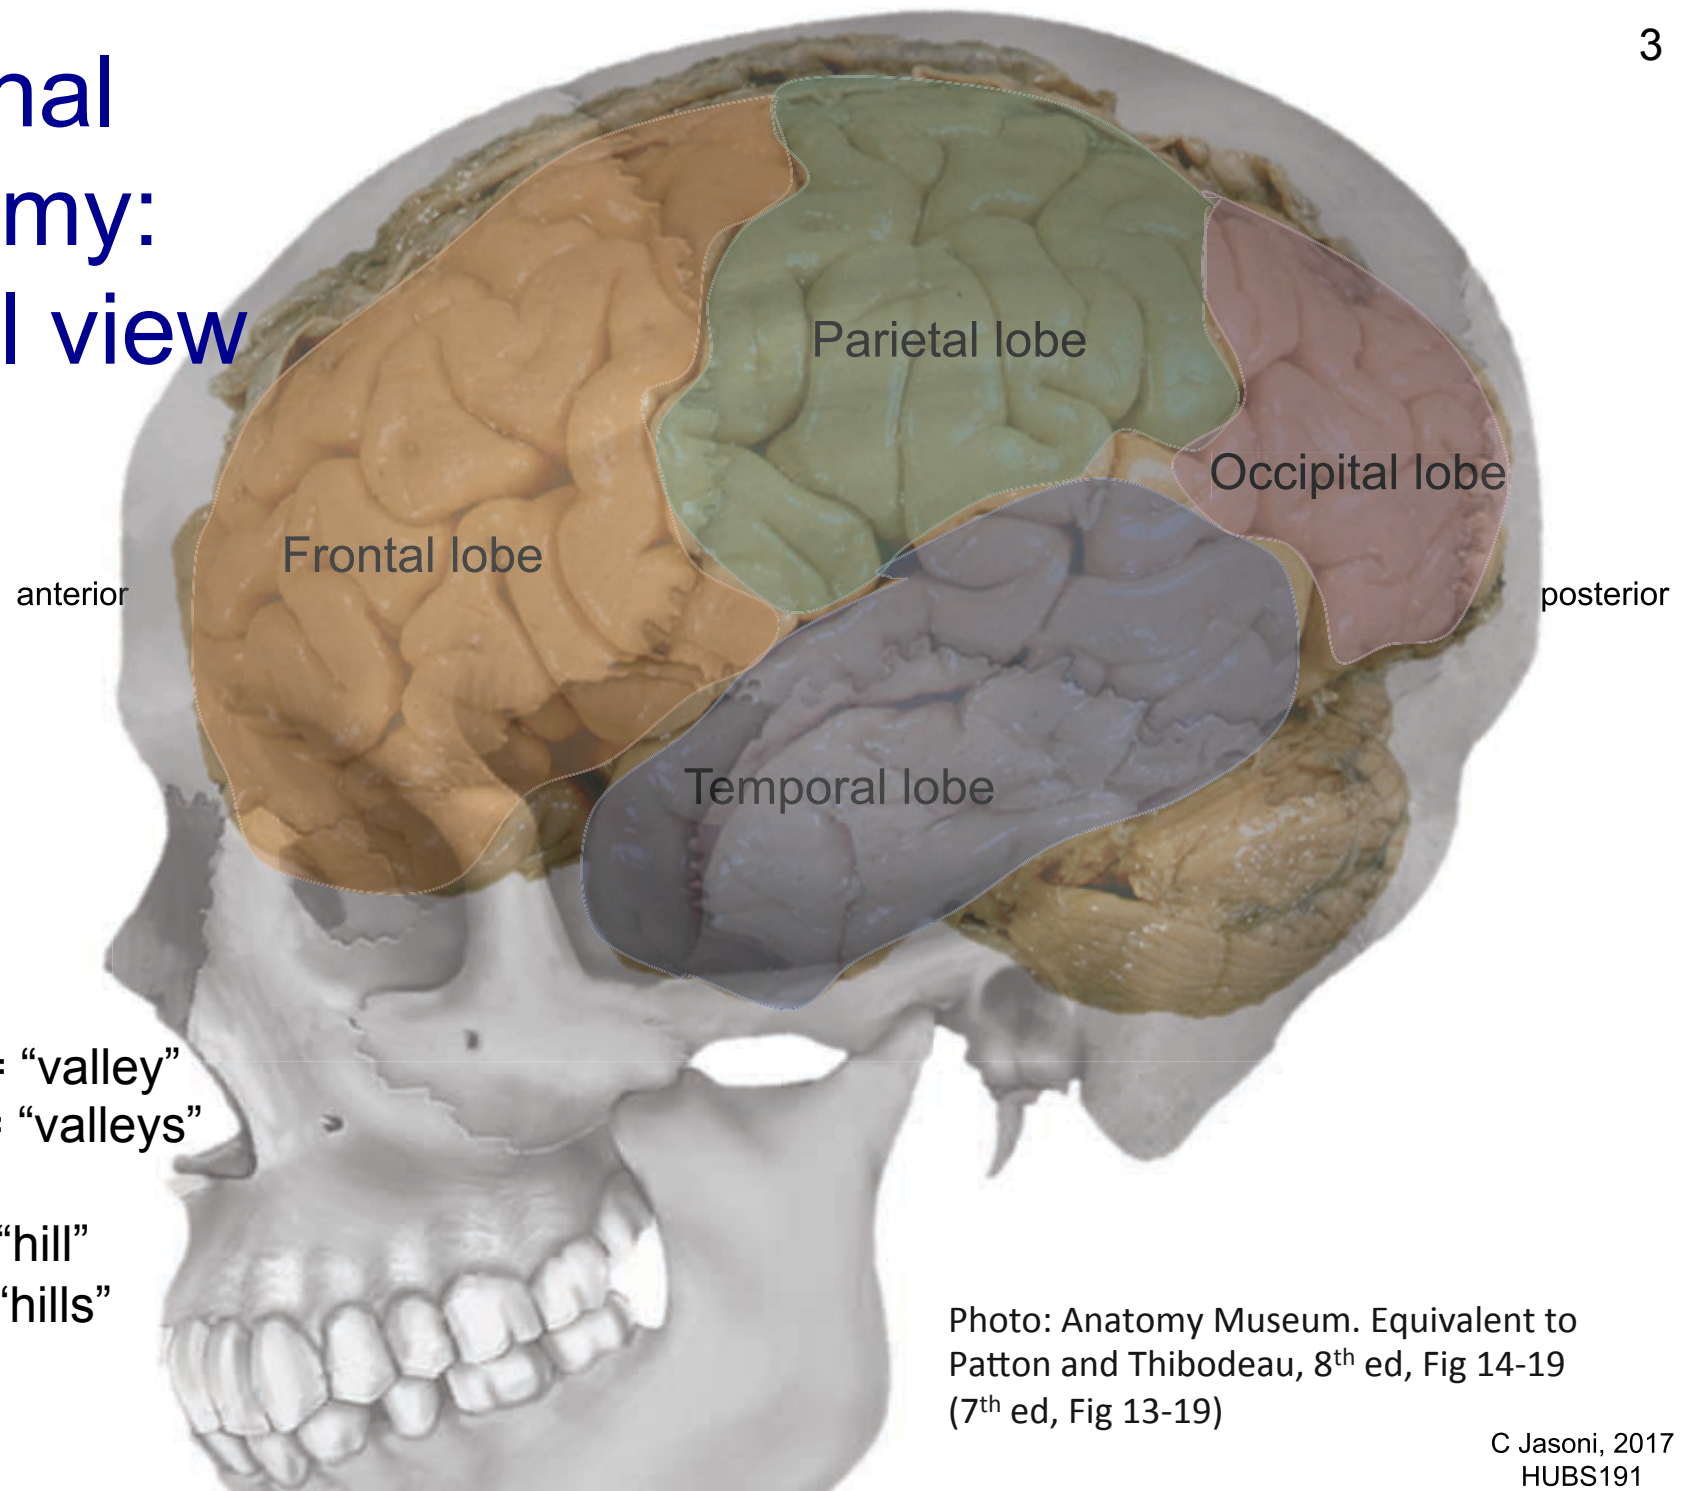 3
nal
my:
l view
Parietal lobe
Occipital lobe
Frontal lobe
anterior
posterior
Temporal lobe
= “valley”
= “valleys”
“hill”
“hills”
Photo: Anatomy Museum. Equivalent to
Patton and Thibodeau, 8th ed, Fig 14-19
(7th ed, Fig 13-19)
C Jasoni, 2017
HUBS191